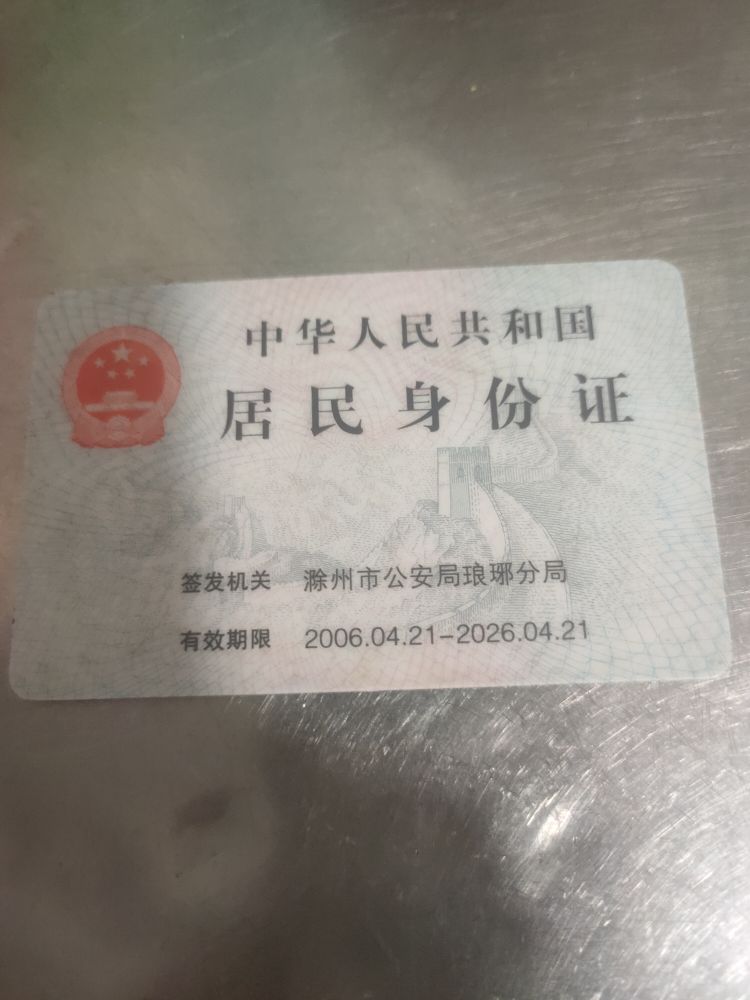 中华人民共和国
居民身份证
签发机关 滁州市公安局琅琊分局
有效期限 2006.04.21-2026.04.21